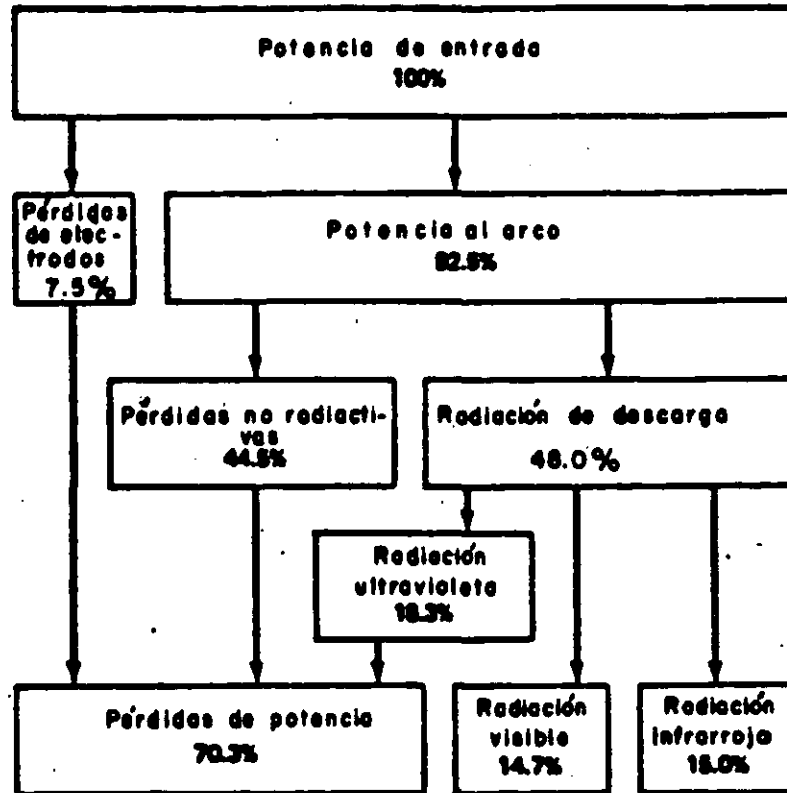 Potencia de entrada
100%
Pérdidas
de elec-
trodos
7.5%
Potencia al arco
92.5%
Pérdidas no radiacti-
vas
44.5%
Radiación de descarga
48.0%
Radiación
ultravioleta
18.3%
Pérdidas de potencia
70.3%
Radiación
visible
14.7%
Radiación
infrarroja
15.0%